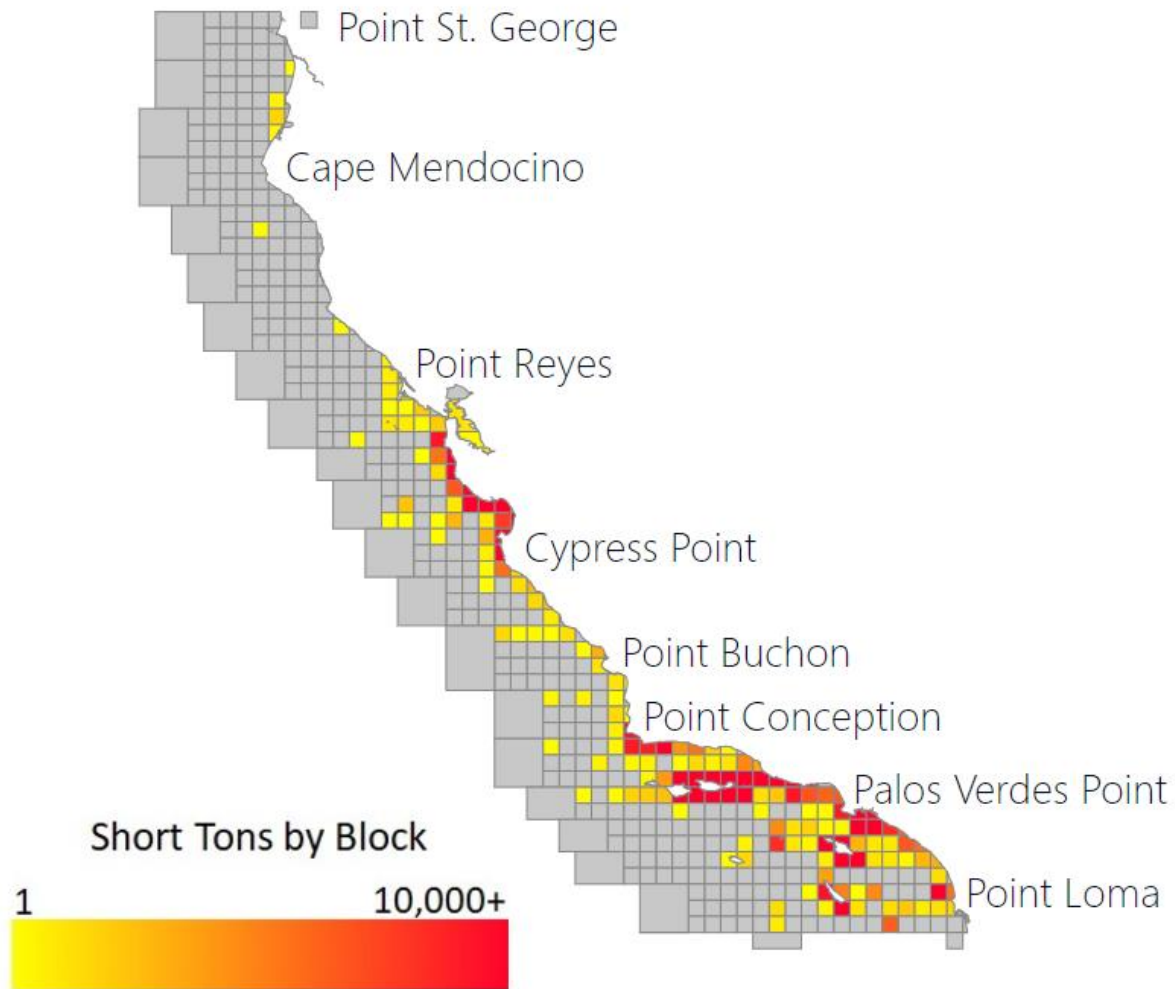 Point St. George
Cape Mendocino
Point Reyes
Cypress Point
Point Buchon
Point Conception
Palos Verdes Point
Point Loma
Short Tons by Block
1 10,000+